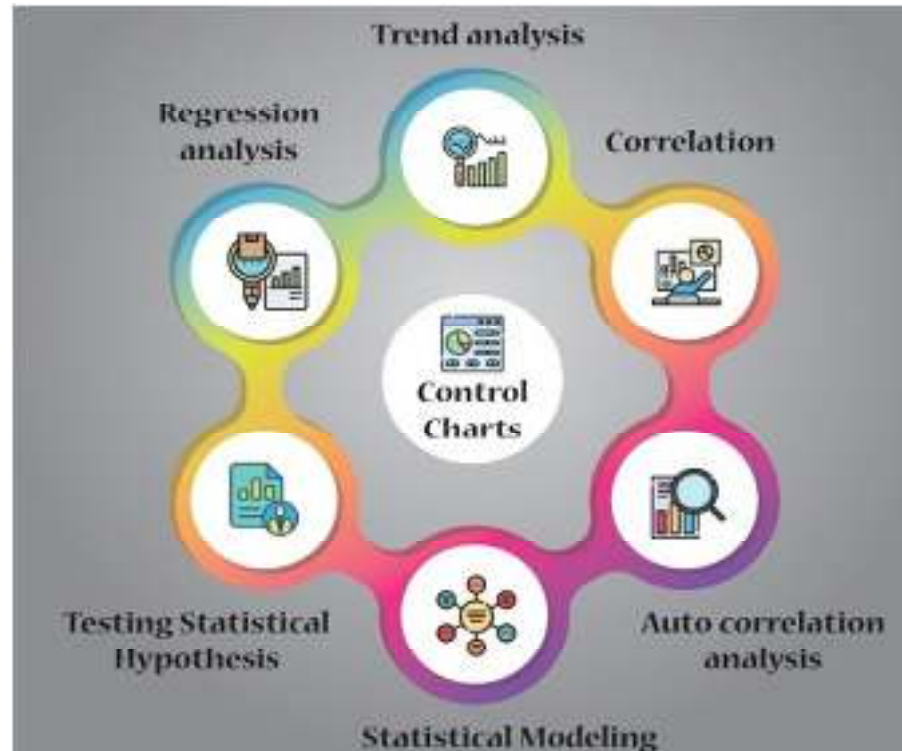 Trend analysis
Regression
analysis
Correlation
Control
Charts
Testing Statistical
Hypothesis
Auto correlation
analysis
Statistical Modeling